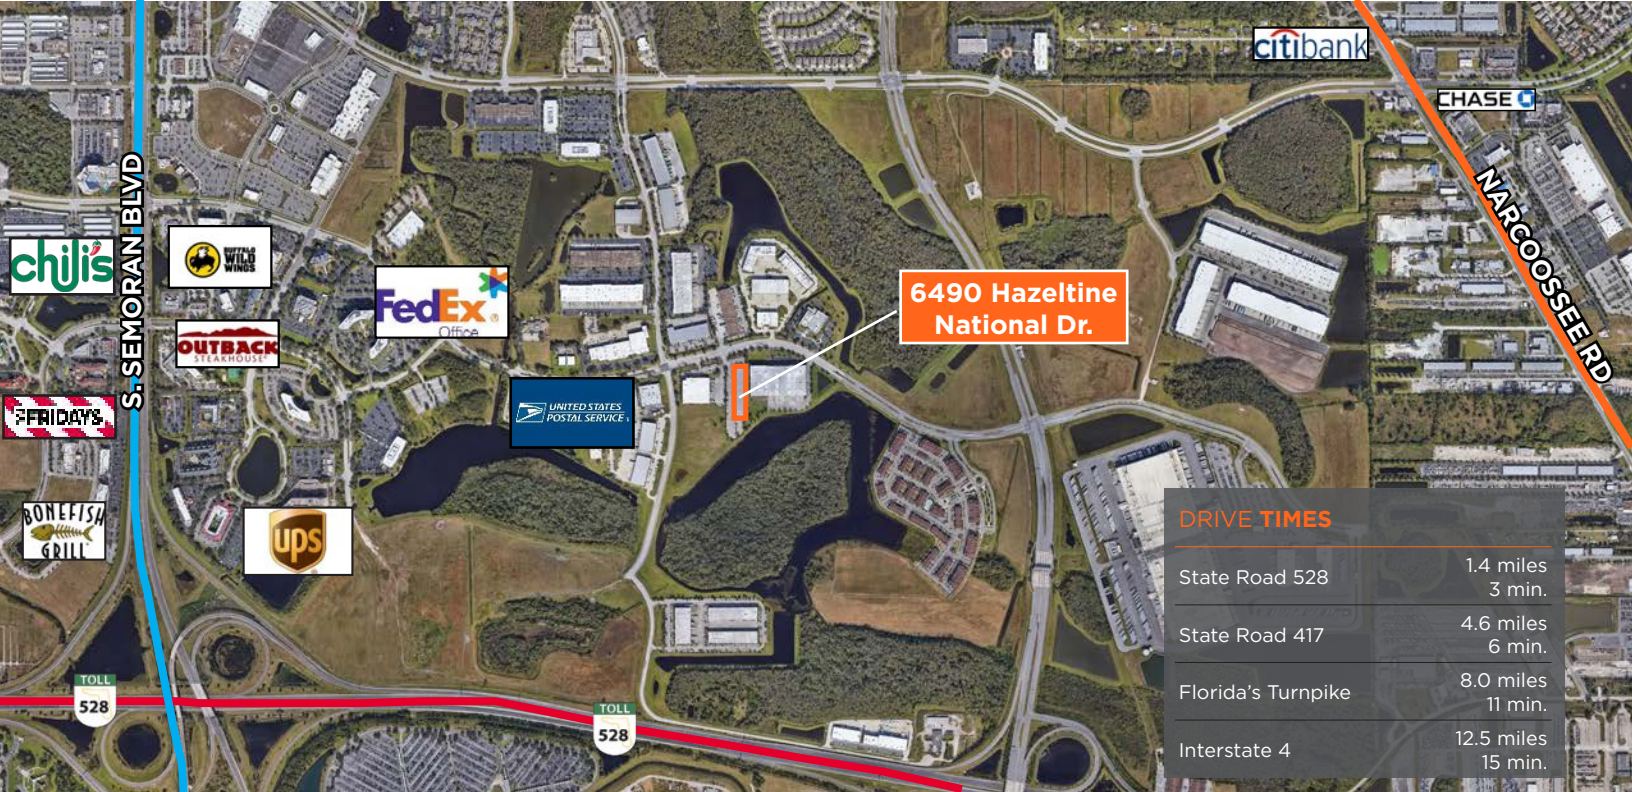 citibank
CHASE
S. SEMORAN BLVD
NARCOOSSEE RD
chili's
BUFFALO
WILD
WINGS
FedEx
Office
6490 Hazeltine
National Dr.
OUTBACK
STEAKHOUSE
FRIDAYS
UNITED STATES
POSTAL SERVICE
BONEFISH
GRILL
ups
DRIVE TIMES
State Road 528
1.4 miles
3 min.
State Road 417
4.6 miles
6 min.
Florida's Turnpike
8.0 miles
11 min.
Interstate 4
12.5 miles
15 min.
TOLL
528
TOLL
528